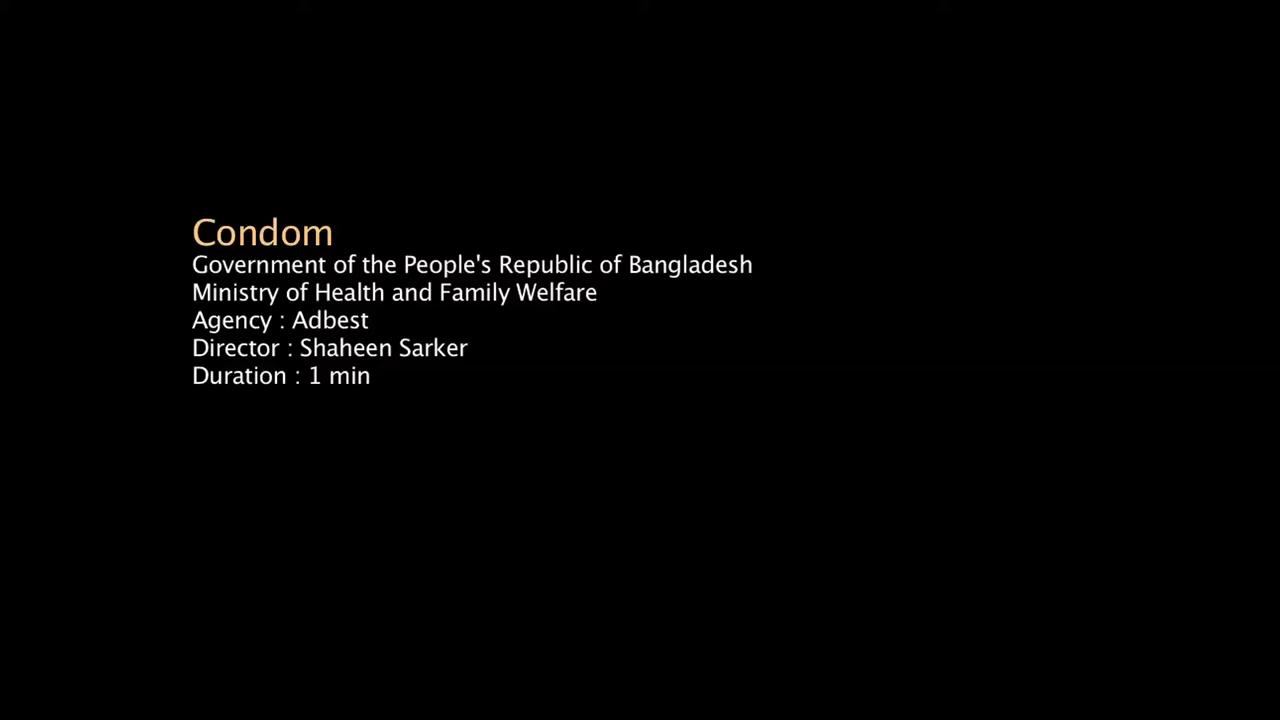 Condom
Government of the People's Republic of Bangladesh
Ministry of Health and Family Welfare
Agency : Adbest
Director : Shaheen Sarker
Duration : 1 min